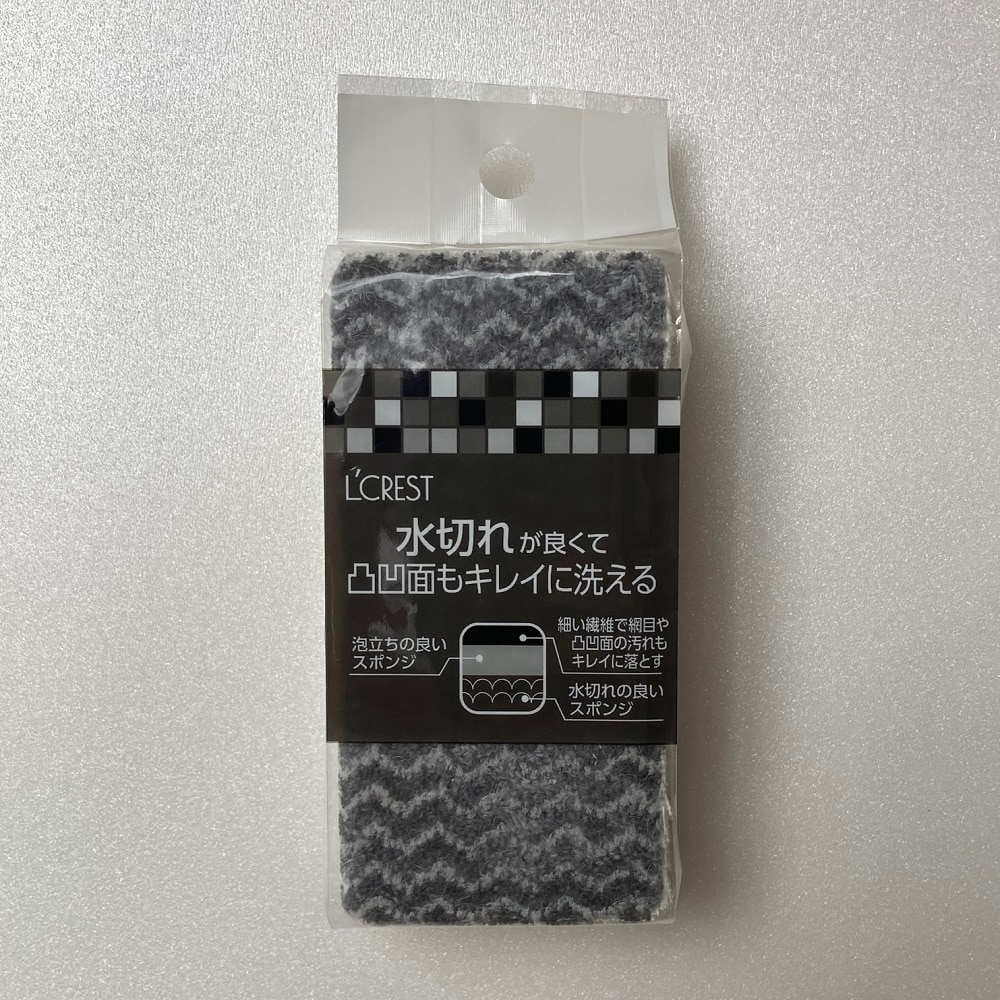 L'CREST
水切れが良くて
凸凹面もキレイに洗える
泡立ちの良い
スポンジ
細い繊維で網目や
凸凹面の汚れも
キレイに落とす
水切れの良い
スポンジ